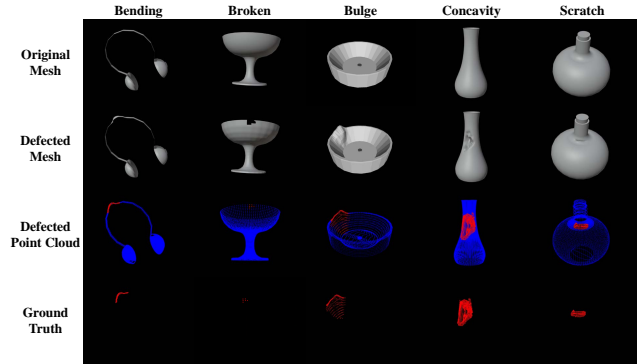 Bending Broken Bulge Concavity Scratch
Original
Mesh
Defected
Mesh
Defected
Point Cloud
Ground
Truth